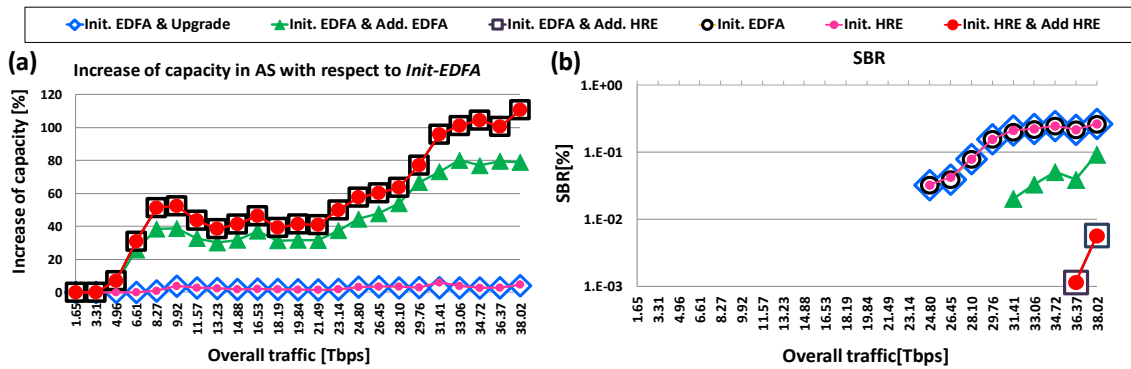 Init. EDFA & Upgrade Init. EDFA & Add. EDFA Init. EDFA & Add. HRE Init. EDFA Init. HRE Init. HRE & Add HRE
(a)
Increase of capacity in AS with respect to Init-EDFA
Increase of capacity [%]
120
100
80
60
40
20
0
1.65 3.31 4.96 6.61 8.27 9.92 11.57 13.23 14.88 16.53 18.19 19.84 21.49 23.14 24.80 26.45 28.10 29.76 31.41 33.06 34.72 36.37 38.02
Overall traffic [Tbps]
(b)
SBR
SBR[%]
1.E+00
1.E-01
1.E-02
1.E-03
1.65 3.31 4.96 6.61 8.27 9.92 11.57 13.23 14.88 16.53 18.19 19.84 21.49 23.14 24.80 26.45 28.10 29.76 31.41 33.06 34.72 36.37 38.02
Overall traffic[Tbps]